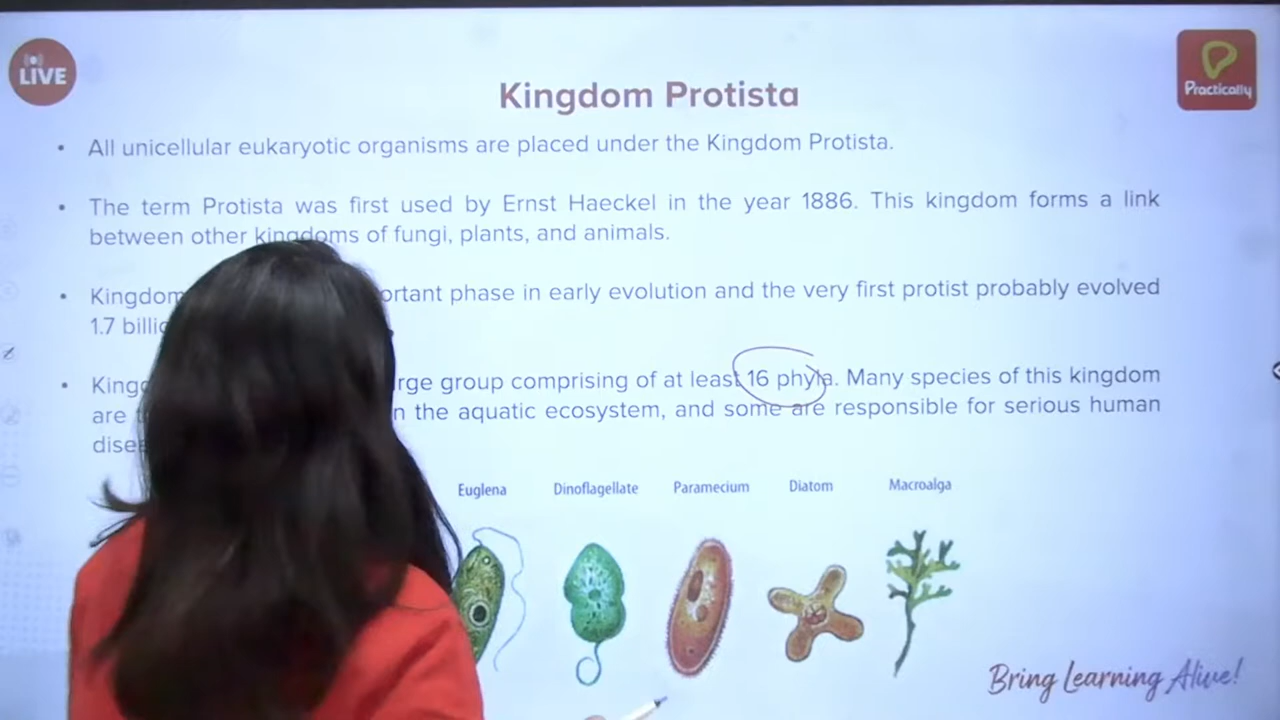 LIVE
Practically
Kingdom Protista
• All unicellular eukaryotic organisms are placed under the Kingdom Protista.
• The term Protista was first used by Ernst Haeckel in the year 1886. This kingdom forms a link
between other kingdoms of fungi, plants, and animals.
• Kingdom phase in early evolution and the very first protist probably evolved
1.7
• group comprising of at least 16 phyla. Many species of this kingdom
are the aquatic ecosystem, and some are responsible for serious human
Euglena Dinoflagellate Paramecium Diatom Macroalga
Bring Learning Alive!